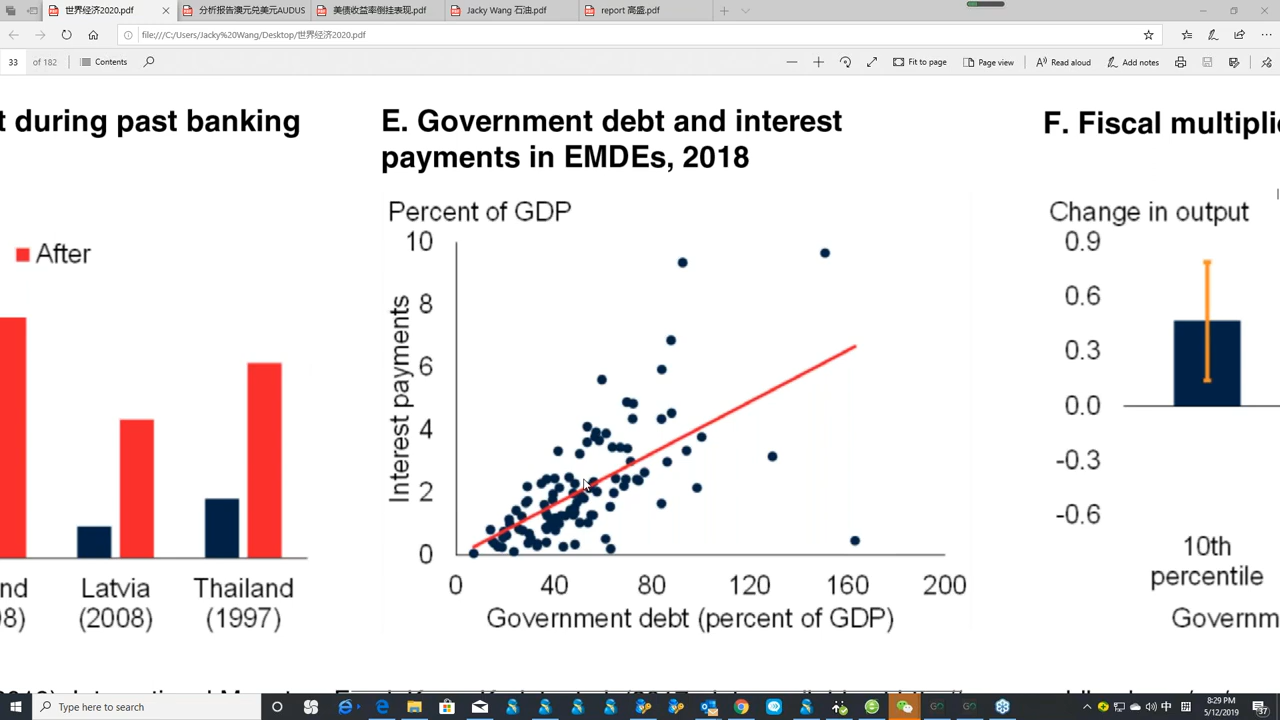 世界经济2020.pdf
分析报告澳元兑美元AUDUS
美债收益率倒挂表现.pdf
Jacky Wang 石油.pdf
report 高盛.pdf
file:///C:/Users/Jacky%20Wang/Desktop/世界经济2020.pdf
33 of 182
Contents
Fit to page
Page view
Read aloud
Add notes
t during past banking
After
nd
08)
Latvia
(2008)
Thailand
(1997)
E. Government debt and interest
payments in EMDEs, 2018
Percent of GDP
Interest payments
10
8
6
4
2
0
0 40 80 120 160 200
Government debt (percent of GDP)
F. Fiscal multipli
Change in output
0.9
0.6
0.3
0.0
-0.3
-0.6
10th
percentile
Governm
Type here to search
中
8:29 PM
5/12/2019